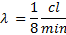 λ = 1/8 cl/min